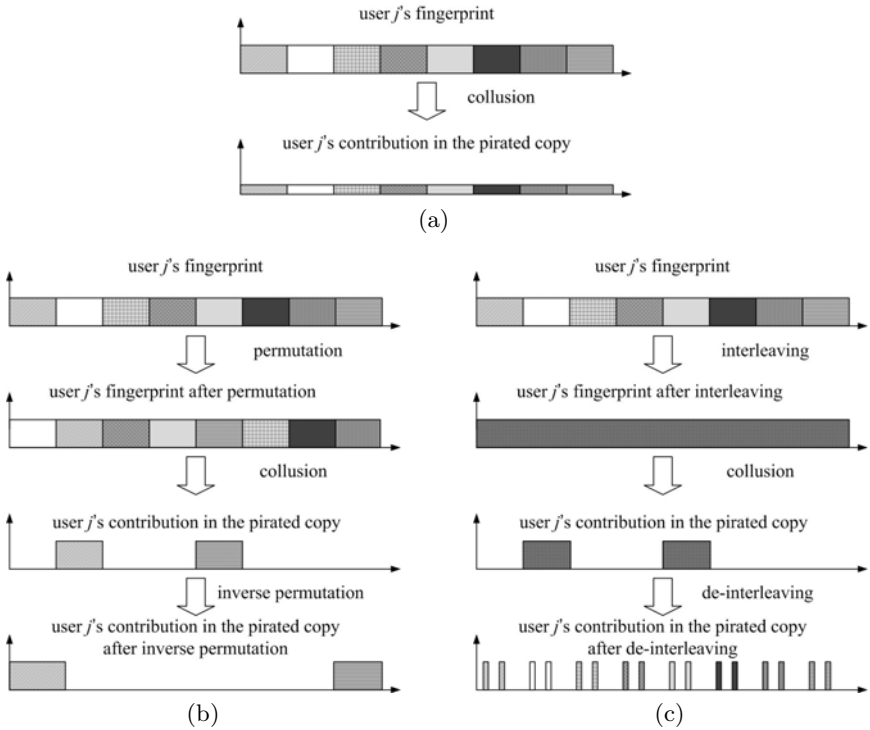 user j's fingerprint
collusion
user j's contribution in the pirated copy
(a)
user j's fingerprint
permutation
user j's fingerprint after permutation
collusion
user j's contribution in the pirated copy
inverse permutation
user j's contribution in the pirated copy
after inverse permutation
(b)
user j's fingerprint
interleaving
user j's fingerprint after interleaving
collusion
user j's contribution in the pirated copy
de-interleaving
user j's contribution in the pirated copy
after de-interleaving
(c)